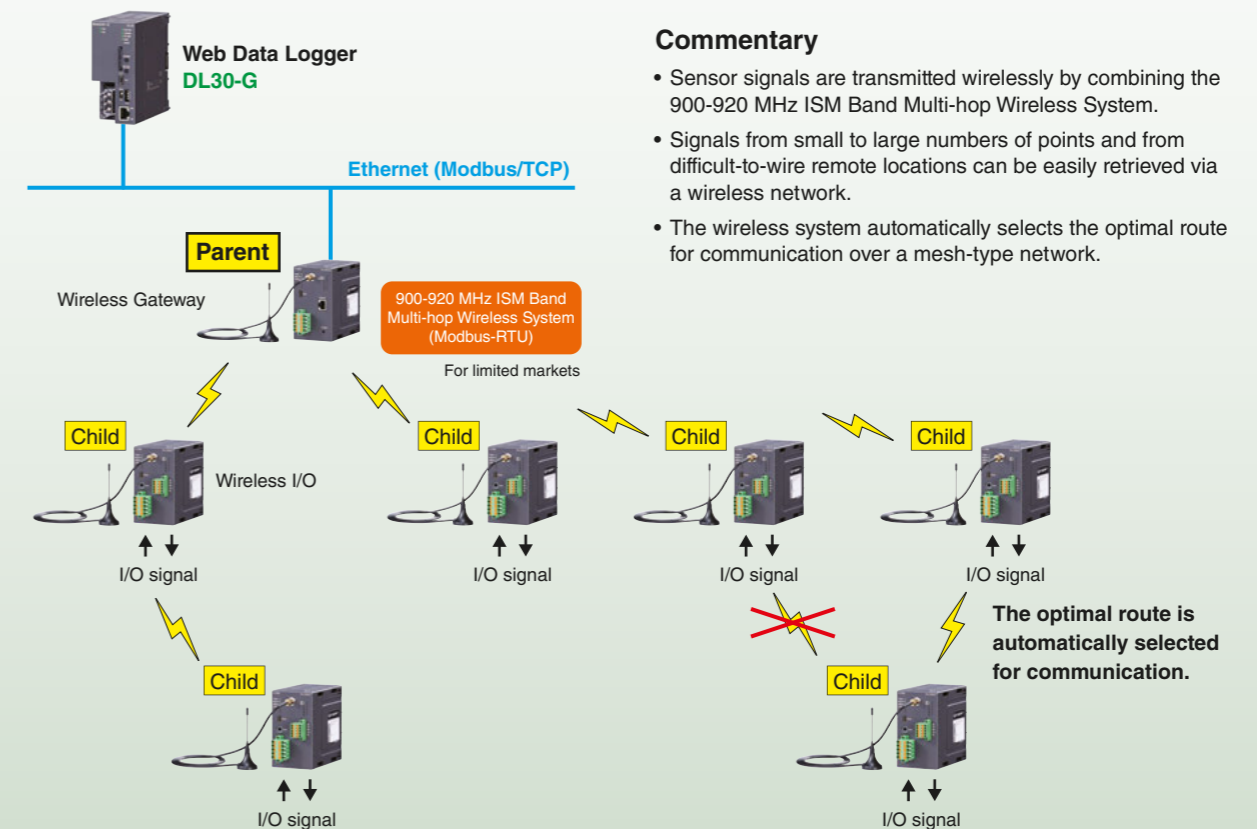 Web Data Logger
DL30-G
Commentary
• Sensor signals are transmitted wirelessly by combining the
900-920 MHz ISM Band Multi-hop Wireless System.
• Signals from small to large numbers of points and from
difficult-to-wire remote locations can be easily retrieved via
a wireless network.
• The wireless system automatically selects the optimal route
for communication over a mesh-type network.
Ethernet (Modbus/TCP)
Parent
Wireless Gateway
900-920 MHz ISM Band
Multi-hop Wireless System
(Modbus-RTU)
For limited markets
Child
Child
Child
Child
Wireless I/O
I/O signal
I/O signal
I/O signal
I/O signal
The optimal route is
automatically selected
for communication.
Child
Child
I/O signal
I/O signal